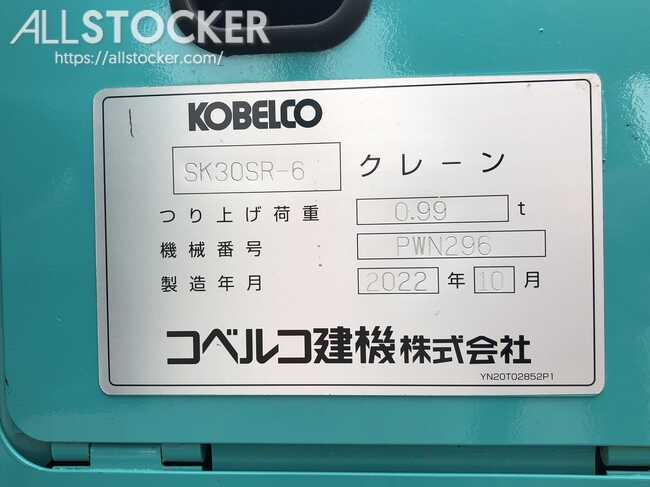 ALLSTOCKER
https://allstocker.com/
KOBELCO
SK30SR-6 クレーン
つり上げ荷重 0.99 t
機械番号 PWN296
製造年月 2022 年 10 月
コベルコ建機株式会社
YN20T02852P1